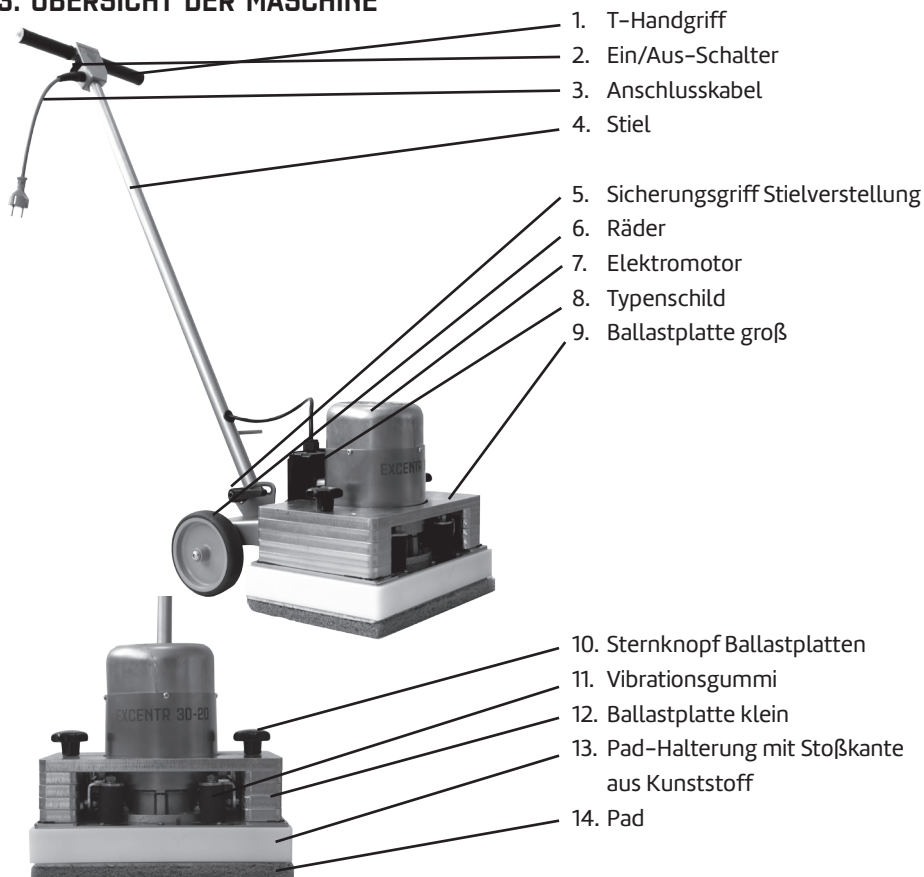 3. ÜBERSICHT DER MASCHINE
1. T-Handgriff
2. Ein/Aus-Schalter
3. Anschlusskabel
4. Stiel
5. Sicherungsgriff Stielverstellung
6. Räder
7. Elektromotor
8. Typenschild
9. Ballastplatte groß
EXCENTR
10. Sternknopf Ballastplatten
11. Vibrationsgummi
12. Ballastplatte klein
13. Pad-Halterung mit Stoßkante
aus Kunststoff
14. Pad
EXCENTR 30-20